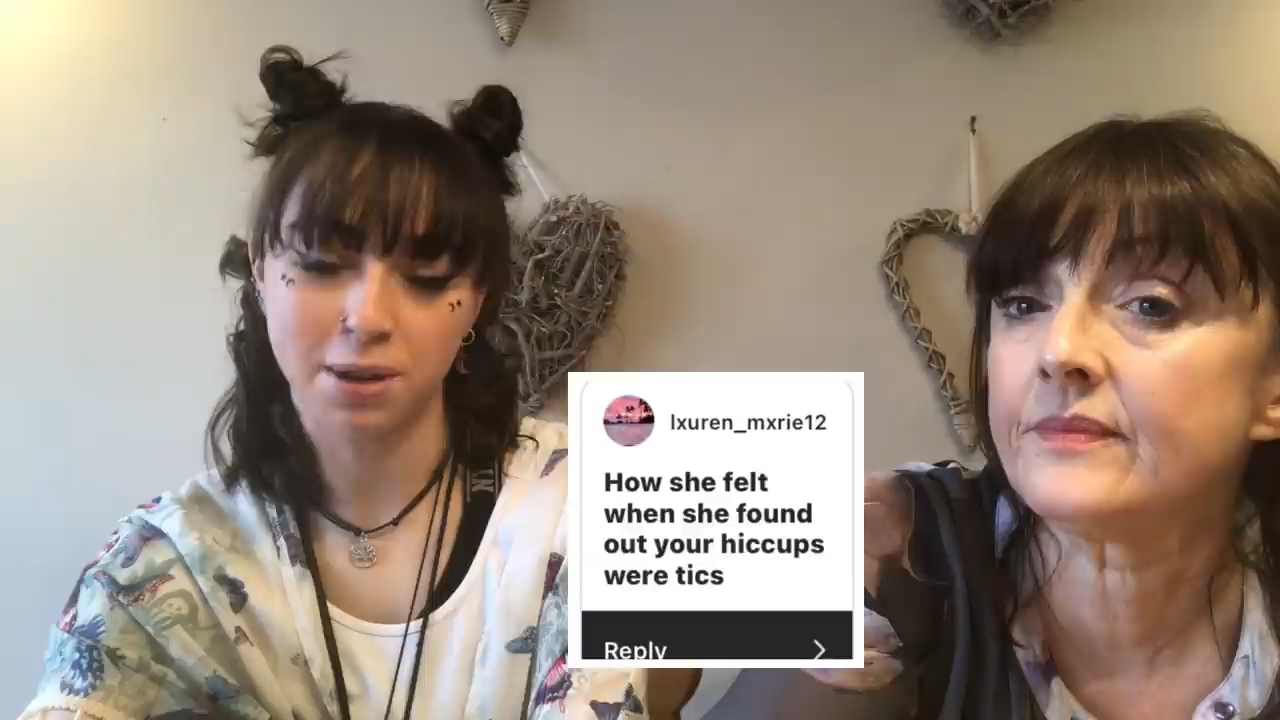 lxuren_mxrie12
How she felt
when she found
out your hiccups
were tics
Reply